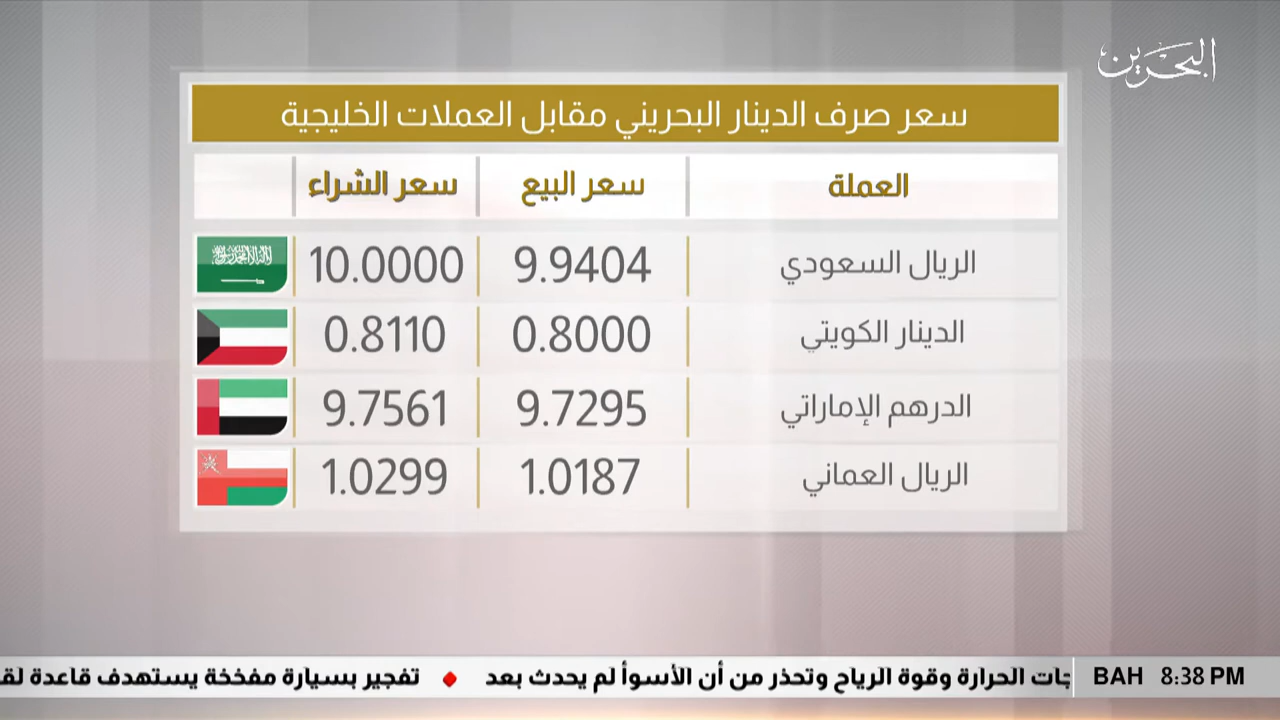 البحرين
سعر صرف الدينار البحريني مقابل العملات الخليجية
العملة سعر البيع سعر الشراء
الريال السعودي 9.9404 10.0000
الدينار الكويتي 0.8000 0.8110
الدرهم الإماراتي 9.7295 9.7561
الريال العماني 1.0187 1.0299
BAH 8:38 PM
الحرارة وقوة الرياح وتحذر من أن الأسوأ لم يحدث بعد ♦ تفجير بسيارة مفخخة يستهدف قاعدة